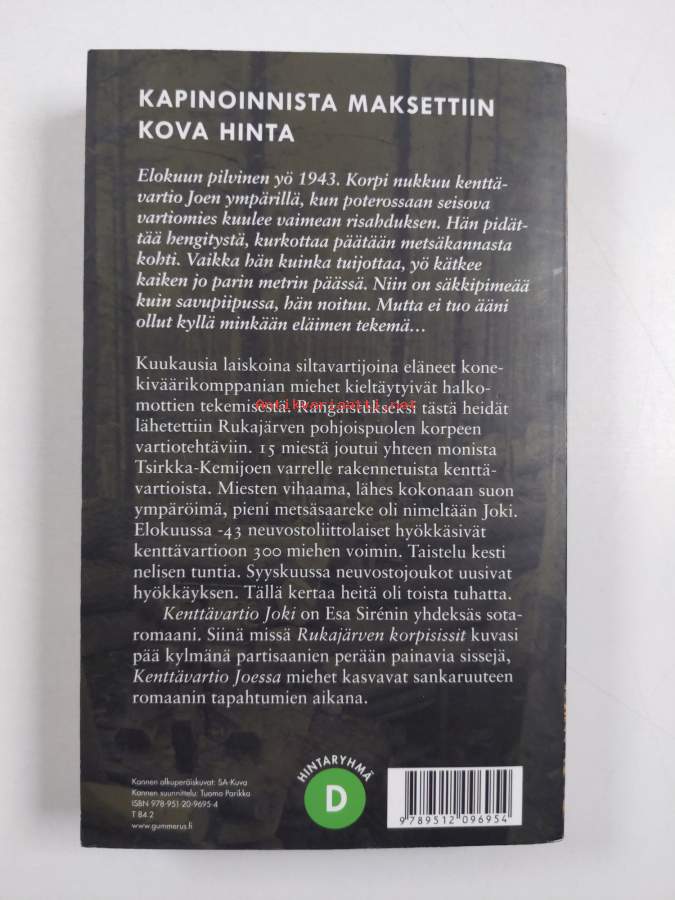 KAPINOINNISTA MAKSETTIIN
KOVA HINTA
Elokuun pilvinen yö 1943. Korpi nukkuu kenttä-
vartio Joen ympärillä, kun poterossaan seisova
vartiomies kuulee vaimean risahduksen. Hän pidät-
tää hengitystä, kurkottaa päätään metsäkannasta
kohti. Vaikka hän kuinka tuijottaa, yö kätkee
kaiken jo parin metrin päässä. Niin on säkkipimeää
kuin savupiipussa, hän noituu. Mutta ei tuo ääni
ollut kyllä minkään eläimen tekemä…
Kuukausia laiskoina siltavartijoina eläneet kone-
kiväärikomppanian miehet kieltäytyivät halko-
mottien tekemisestä. Rangaistukseksi tästä heidät
Antikvariaatti.net
lähetettiin Rukajärven pohjoispuolen korpeen
vartiotehtäviin. 15 miestä joutui yhteen monista
Tsirkka-Kemijoen varrelle rakennetuista kenttä-
vartioista. Miesten vihaama, lähes kokonaan suon
ympäröimä, pieni metsäsaareke oli nimeltään Joki.
Elokuussa -43 neuvostoliittolaiset hyökkäsivät
kenttävartioon 300 miehen voimin. Taistelu kesti
nelisen tuntia. Syyskuussa neuvostojoukot uusivat
hyökkäyksen. Tällä kertaa heitä oli toista tuhatta.
Kenttävartio Joki on Esa Sirénin yhdeksäs sota-
romaani. Siinä missä Rukajärven korpisissit kuvasi
pää kylmänä partisaanien perään painavia sissejä,
Kenttävartio Joessa miehet kasvavat sankaruuteen
romaanin tapahtumien aikana.
Kannen alkuperäiskuvat: SA-Kuva
Kannen suunnittelu: Tuomo Parikka
ISBN 978-951-20-9695-4
T 84.2
www.gummerus.fi
HINTARYHMÄ
D
9789512096954